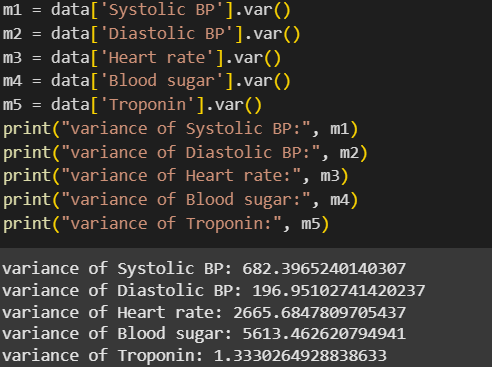 m1 = data['Systolic BP'].var()
m2 = data['Diastolic BP'].var()
m3 = data['Heart rate'].var()
m4 = data['Blood sugar'].var()
m5 = data['Troponin'].var()
print("variance of Systolic BP:", m1)
print("variance of Diastolic BP:", m2)
print("variance of Heart rate:", m3)
print("variance of Blood sugar:", m4)
print("variance of Troponin:", m5)
variance of Systolic BP: 682.3965240140307
variance of Diastolic BP: 196.95102741420237
variance of Heart rate: 2665.6847809705437
variance of Blood sugar: 5613.462620794941
variance of Troponin: 1.3330264928838633